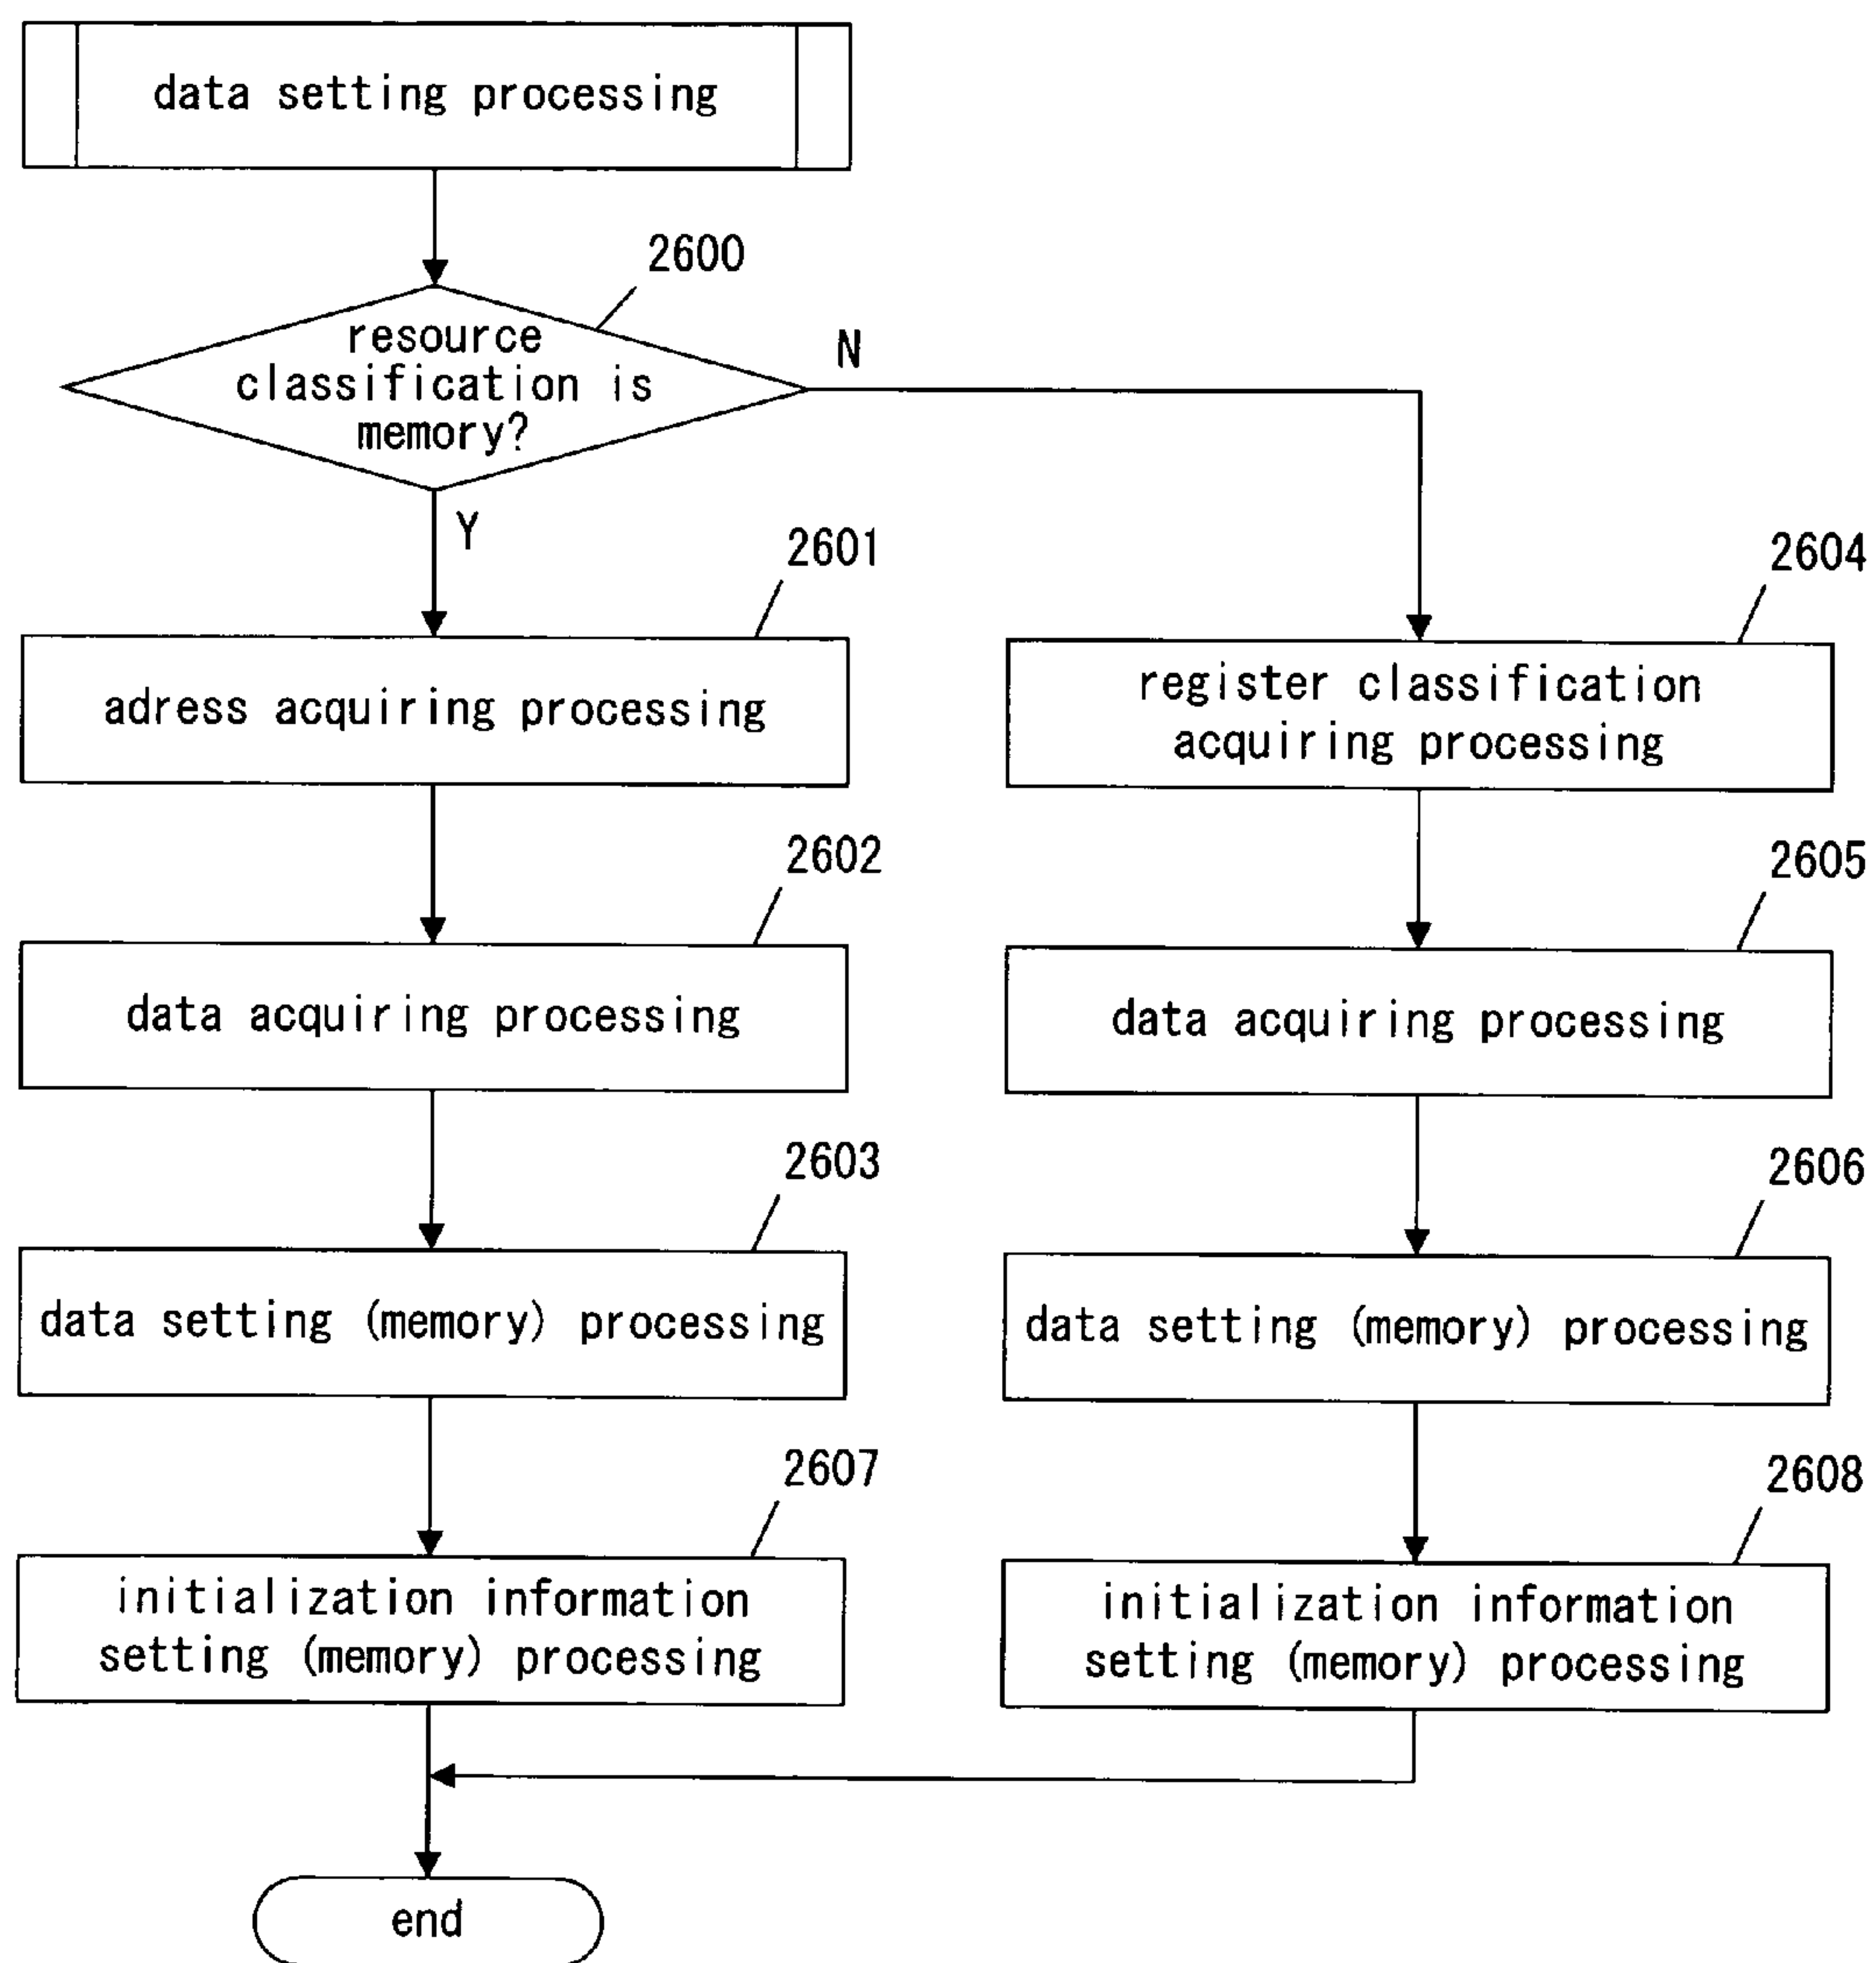 data setting processing
2600
resource
classification is
memory?
N
Y
2601
adress acquiring processing
2602
data acquiring processing
2603
data setting (memory) processing
2607
initialization information
setting (memory) processing
2604
register classification
acquiring processing
2605
data acquiring processing
2606
data setting (memory) processing
2608
initialization information
setting (memory) processing
end